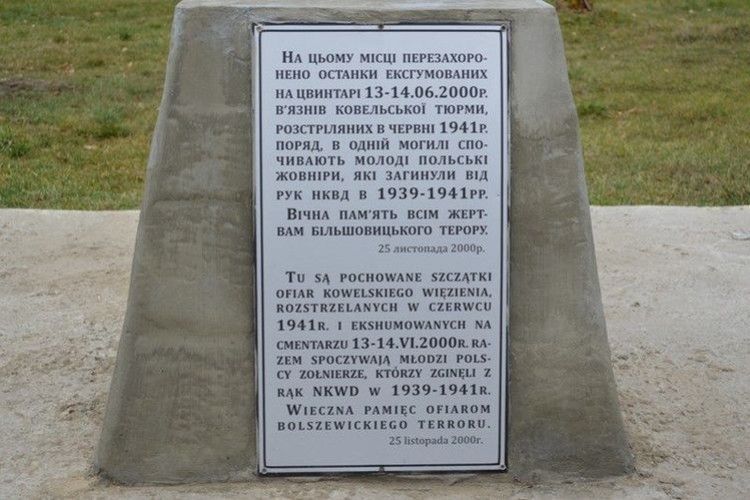 На цьому місці перезахоро-
нено останки ексгумованих
на цвинтарі 13-14.06.2000р.
в'язнів Ковельської тюрми,
розстріляних в червні 1941р.
Поряд, в одній могилі спо-
чивають молоді польські
жовніри, які загинули від
рук НКВД в 1939-1941рр.
Вічна пам'ять всім жерт-
вам більшовицького терору.
25 листопада 2000р.
Tu są pochowane szczątki
ofiar kowelskiego więzienia,
rozstrzelanych w czerwcu
1941r. i ekshumowanych na
cmentarzu 13-14.VI.2000r. Ra-
zem spoczywają młodzi pols-
cy zołnierze, którzy zginęli z
rąk NKWD w 1939-1941r.
Wieczna pamięc ofiarom
bolszewickiego terroru.
25 listopada 2000r.